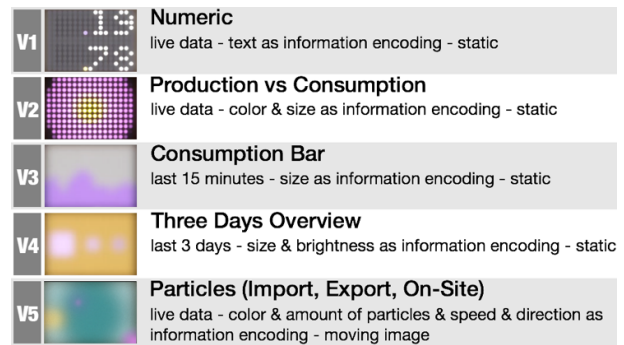 V1
.19
78
Numeric
live data - text as information encoding - static
V2
Production vs Consumption
live data - color & size as information encoding - static
V3
Consumption Bar
last 15 minutes - size as information encoding - static
V4
Three Days Overview
last 3 days - size & brightness as information encoding - static
V5
Particles (Import, Export, On-Site)
live data - color & amount of particles & speed & direction as
information encoding - moving image